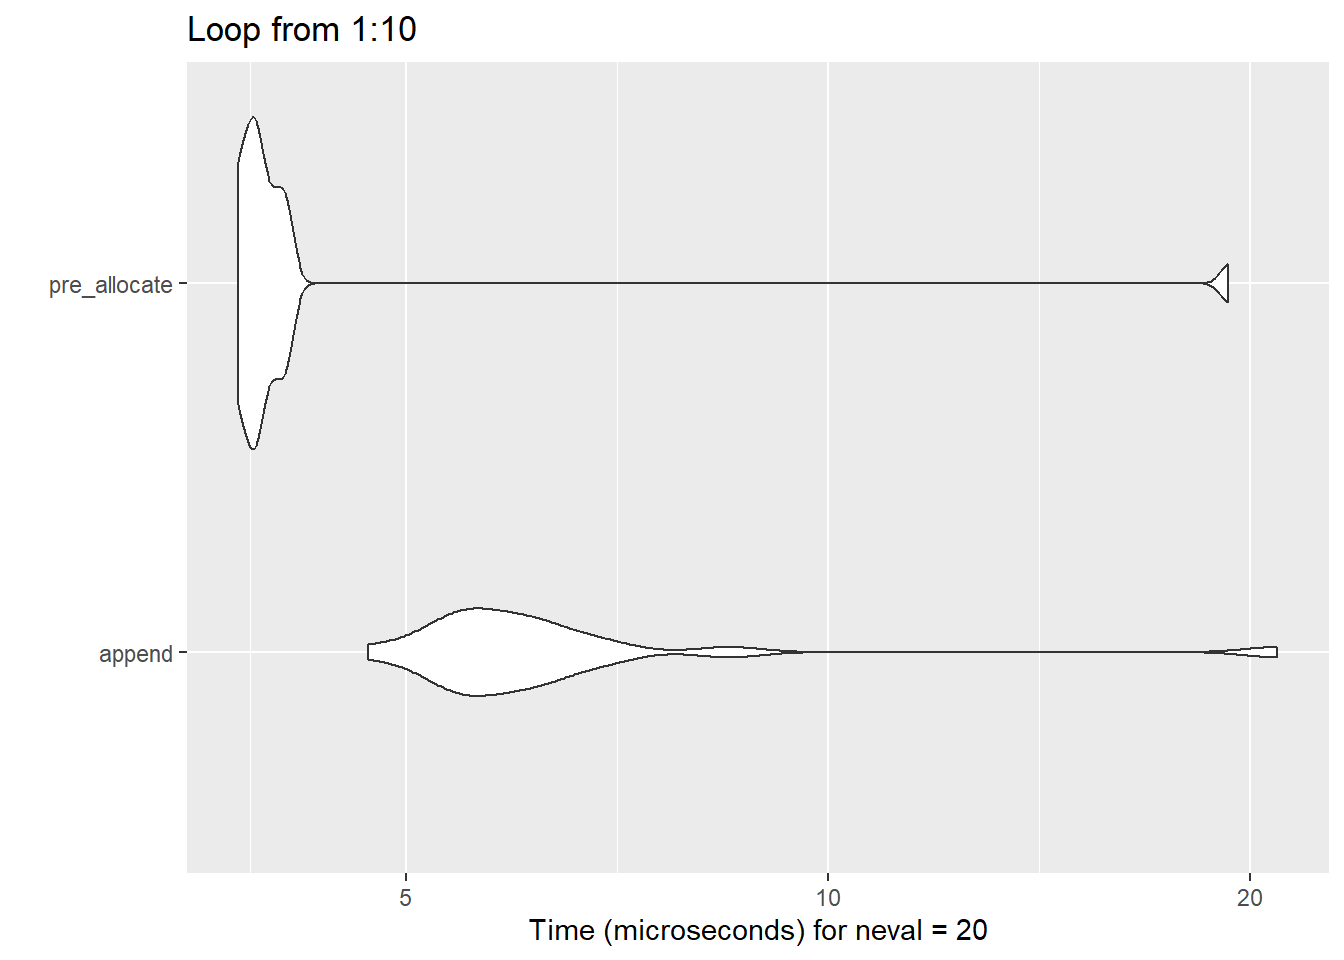 Loop from 1:10
pre_allocate
append
5 10 20
Time (microseconds) for neval = 20